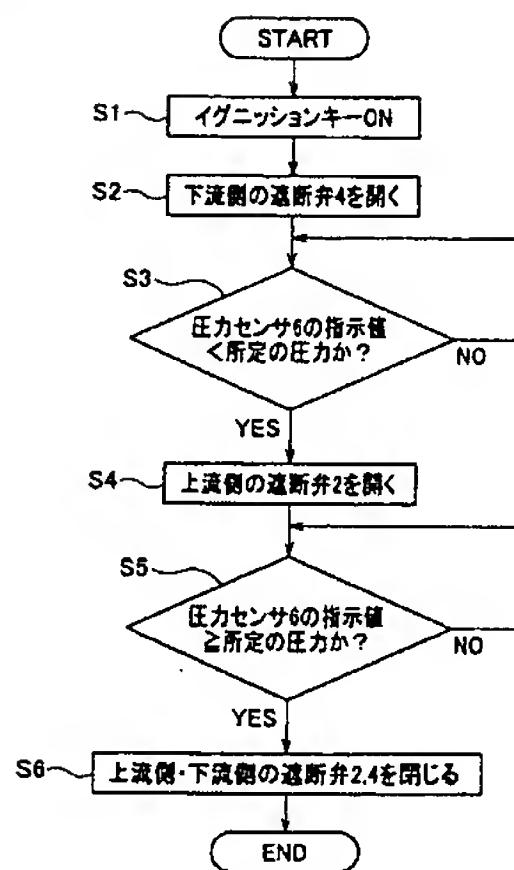 START
S1
イグニッションキーON
S2
下流側の遮断弁4を開く
S3
圧力センサ6の指示値
<所定の圧力か?
NO
YES
S4
上流側の遮断弁2を開く
S5
圧力センサ6の指示値
≧所定の圧力か?
NO
YES
S6
上流側・下流側の遮断弁2,4を閉じる
END